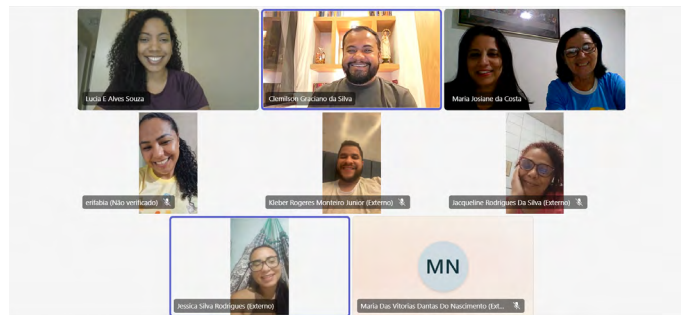 Lucia E Alves Souza
Clemilson Graciano da Silva
Maria Josiane da Costa
erifabia (Não verificado)
Kleber Rogeres Monteiro Junior (Externo)
Jacqueline Rodrigues Da Silva (Externo)
Jessica Silva Rodrigues (Externo)
MN
Maria Das Vitorias Dantas Do Nascimento (Ext...